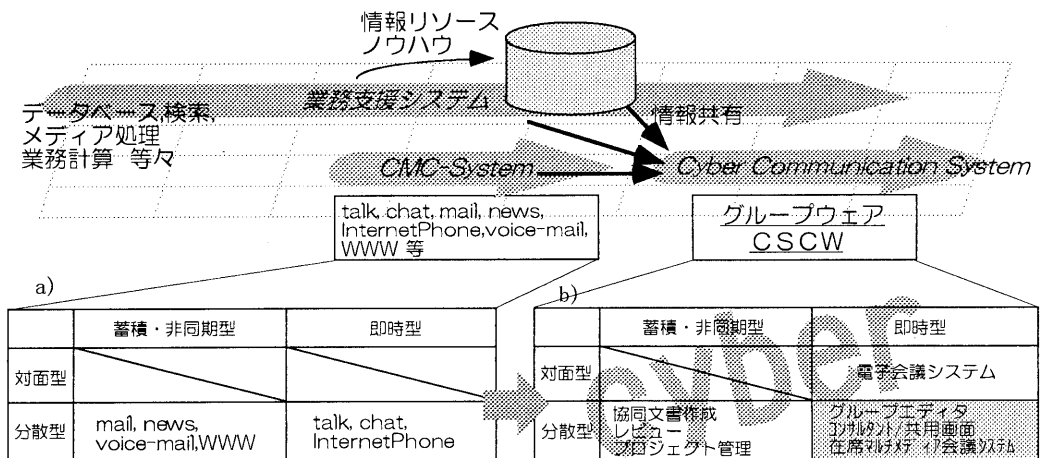 情報リソース
ノウハウ
業務支援システム
データベース,検索,
メディア処理
業務計算 等々
情報共有
CMC-System
Cyber Communication System
talk, chat, mail, news,
InternetPhone,voice-mail,
WWW 等
グループウェア
CSCW
a)
蓄積・非同期型 即時型
対面型
分散型
mail, news,
voice-mail,WWW
talk, chat,
InternetPhone
b)
cyber
蓄積・非同期型 即時型
対面型 電子会議システム
分散型
協同文書作成
レビュー
プロジェクト管理
グループエディタ
コンサルタント/共用画面
在席マルチメディア会議システム